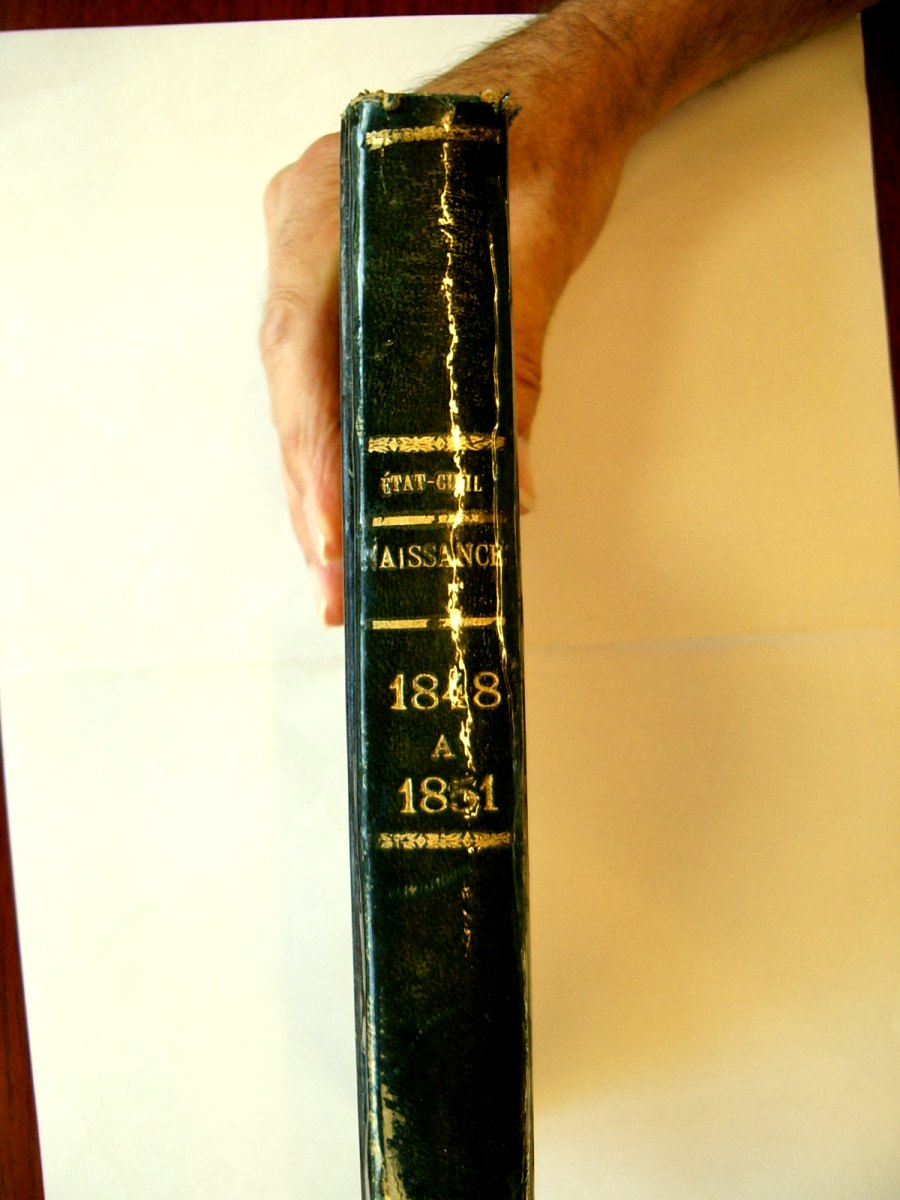 ÉTAT-CIVIL
NAISSANCE
1848
A
1851